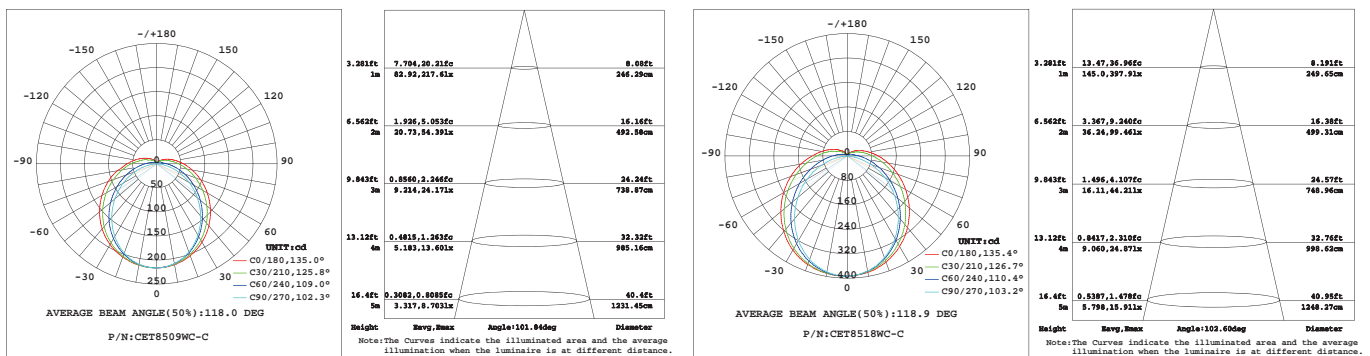 -/+180
-150 150
-120 120
-90 90
-60 60
-30 30
0
0
50
100
150
200
250
UNIT:cd
C0/180,135.0°
C30/210,125.8°
C60/240,109.0°
C90/270,102.3°
AVERAGE BEAM ANGLE(50%):118.0 DEG
P/N:CET8509WC-C
3.281ft 7.704,20.21fc 8.08ft
1m 82.92,217.6lx 246.29cm
6.562ft 1.926,5.053fc 16.16ft
2m 20.73,54.39lx 492.58cm
9.843ft 0.8560,2.246fc 24.24ft
3m 9.214,24.17lx 738.87cm
13.12ft 0.4815,1.263fc 32.32ft
4m 5.183,13.60lx 985.16cm
16.4ft 0.3082,0.8085fc 40.4ft
5m 3.317,8.703lx 1231.45cm
Height Eavg,Emax Angle:101.84deg Diameter
Note:The Curves indicate the illuminated area and the average
illumination when the luminaire is at different distance.
-/+180
-150 150
-120 120
-90 90
-60 60
-30 30
0
0
80
160
240
320
400
UNIT:cd
C0/180,135.4°
C30/210,126.7°
C60/240,110.4°
C90/270,103.2°
AVERAGE BEAM ANGLE(50%):118.9 DEG
P/N:CET8518WC-C
3.281ft 13.47,36.96fc 8.191ft
1m 145.0,397.9lx 249.65cm
6.562ft 3.367,9.240fc 16.38ft
2m 36.24,99.46lx 499.31cm
9.843ft 1.496,4.107fc 24.57ft
3m 16.11,44.21lx 748.96cm
13.12ft 0.8417,2.310fc 32.76ft
4m 9.060,24.87lx 998.62cm
16.4ft 0.5387,1.478fc 40.95ft
5m 5.798,15.91lx 1248.27cm
Height Eavg,Emax Angle:102.60deg Diameter
Note:The Curves indicate the illuminated area and the average
illumination when the luminaire is at different distance.